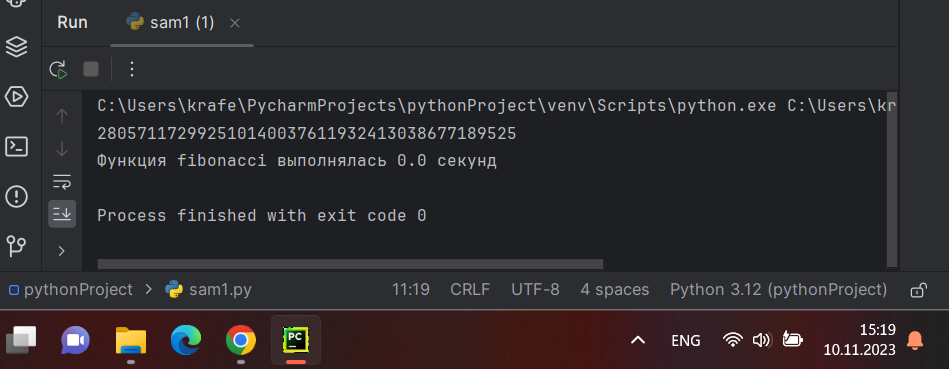 Run sam1 (1)
C:\Users\krafe\PycharmProjects\pythonProject\venv\Scripts\python.exe C:\Users\kr
280571172992510140037611932413038677189525
Функция fibonacci выполнялась 0.0 секунд
Process finished with exit code 0
pythonProject > sam1.py 11:19 CRLF UTF-8 4 spaces Python 3.12 (pythonProject)
PC ENG 15:19
10.11.2023